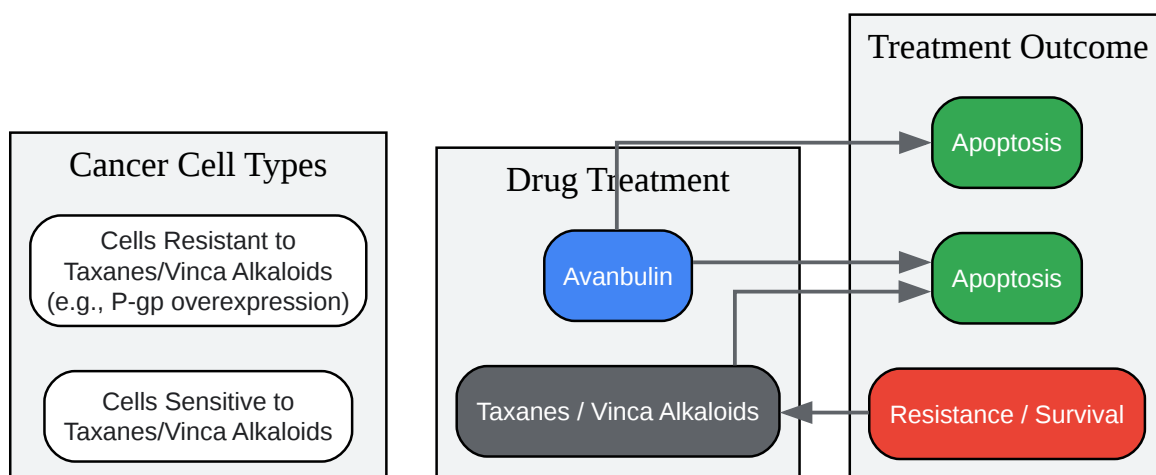 Cancer Cell Types
Cells Resistant to
Taxanes/Vinca Alkaloids
(e.g., P-gp overexpression)
Cells Sensitive to
Taxanes/Vinca Alkaloids
Drug Treatment
Avanbulin
Taxanes / Vinca Alkaloids
Treatment Outcome
Apoptosis
Apoptosis
Resistance / Survival